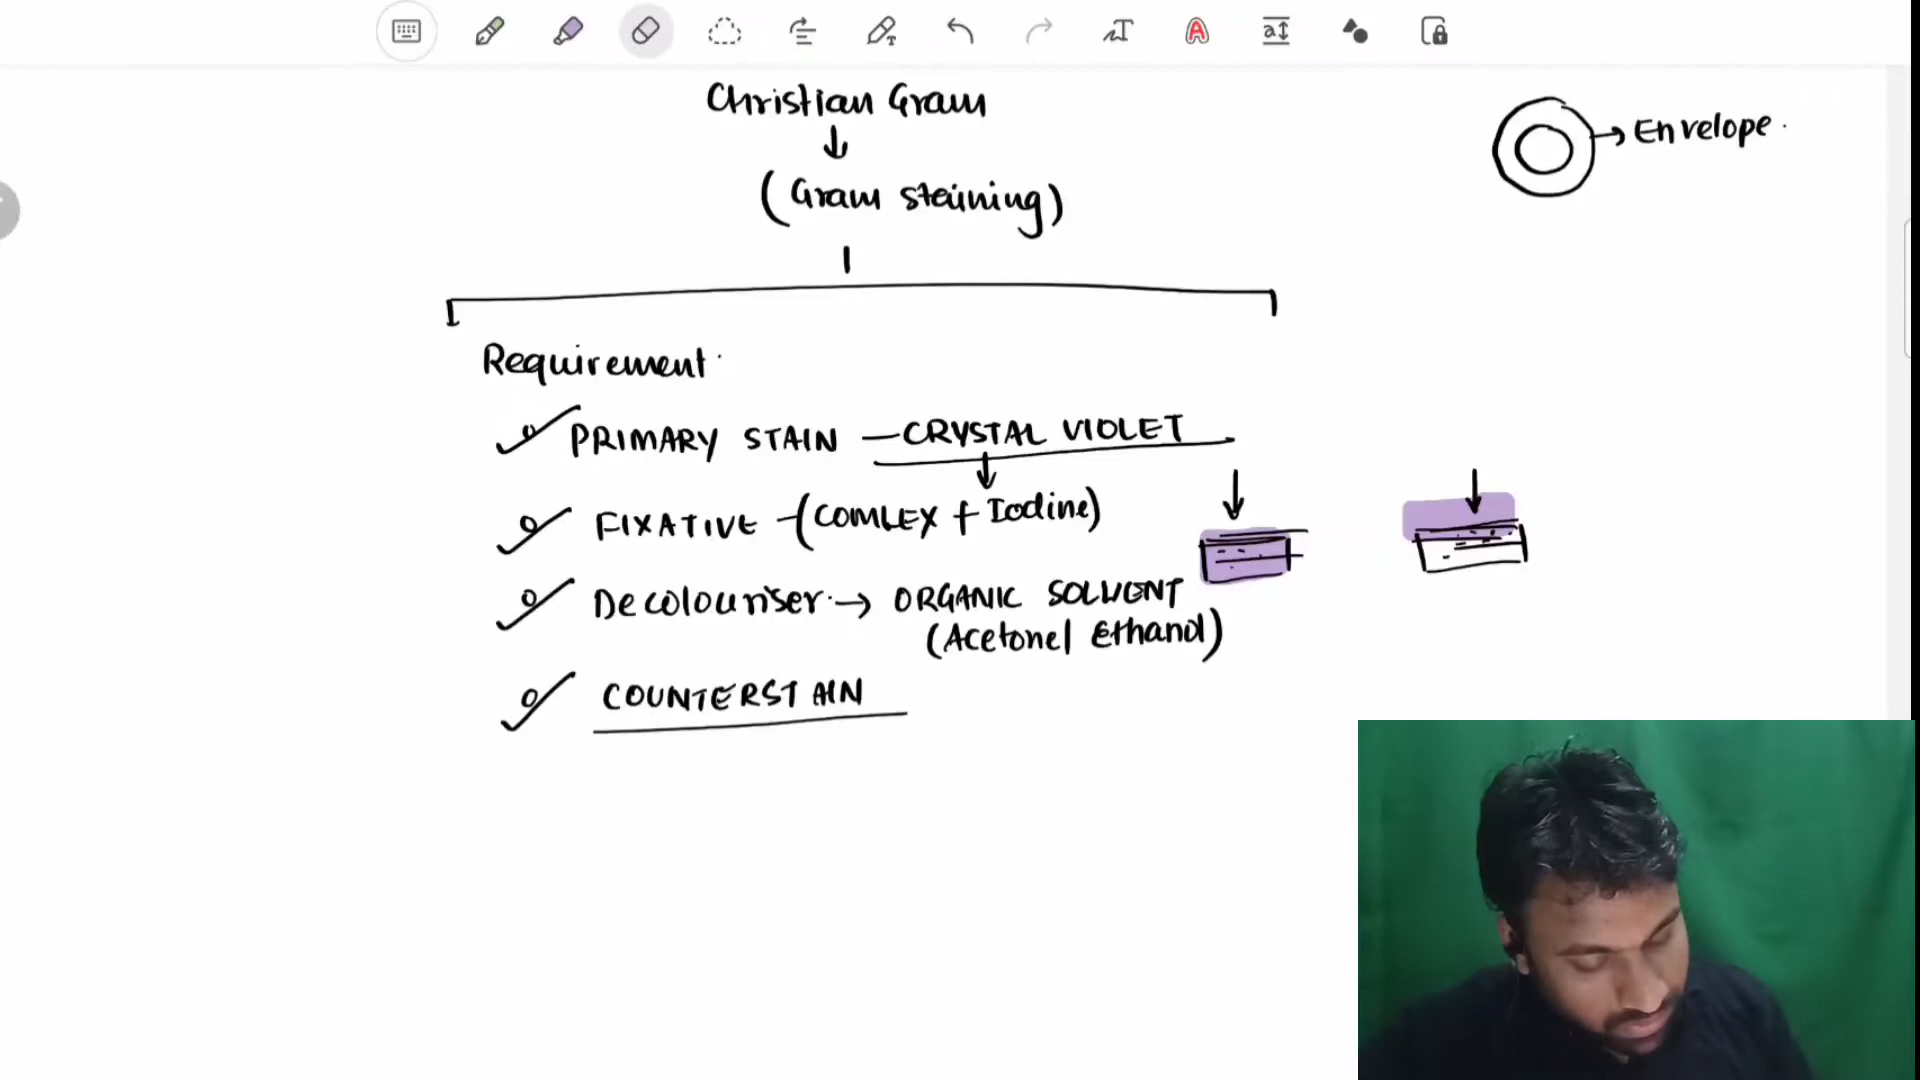 Christian Gram
(Gram staining)
Envelope.
Requirement.
PRIMARY STAIN - CRYSTAL VIOLET
FIXATIVE - (COMLEX + Iodine)
Decolouriser. → ORGANIC SOLVENT
(Acetone/ Ethanol)
COUNTERSTAIN